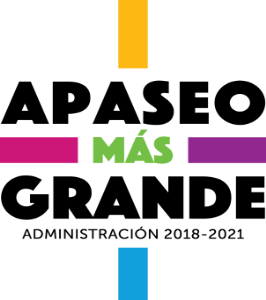 APASEO
MÁS
GRANDE
ADMINISTRACIÓN 2018-2021